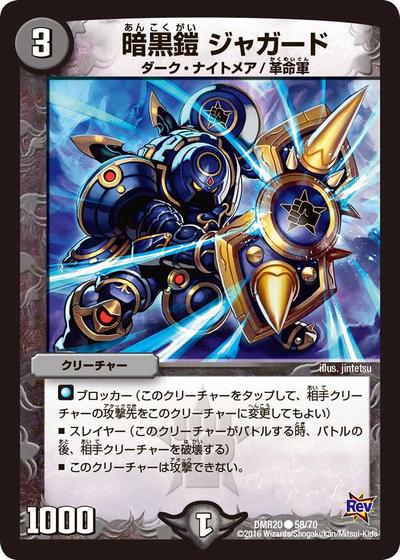 3
あんこくがい
暗黒鎧 ジャガード
かくめいぐん
ダーク・ナイトメア / 革命軍
クリーチャー
illus. jintetsu
ブロッカー (このクリーチャーをタップして、相手クリーチャーの攻撃先をこのクリーチャーに変更してもよい)
■ スレイヤー (このクリーチャーがバトルする時、バトルの後、相手クリーチャーを破壊する)
■ このクリーチャーは攻撃できない。
Rev
1000
DMR20 ● 58/70
©2016 Wizards/Shogakukan/Mitsui-Kids